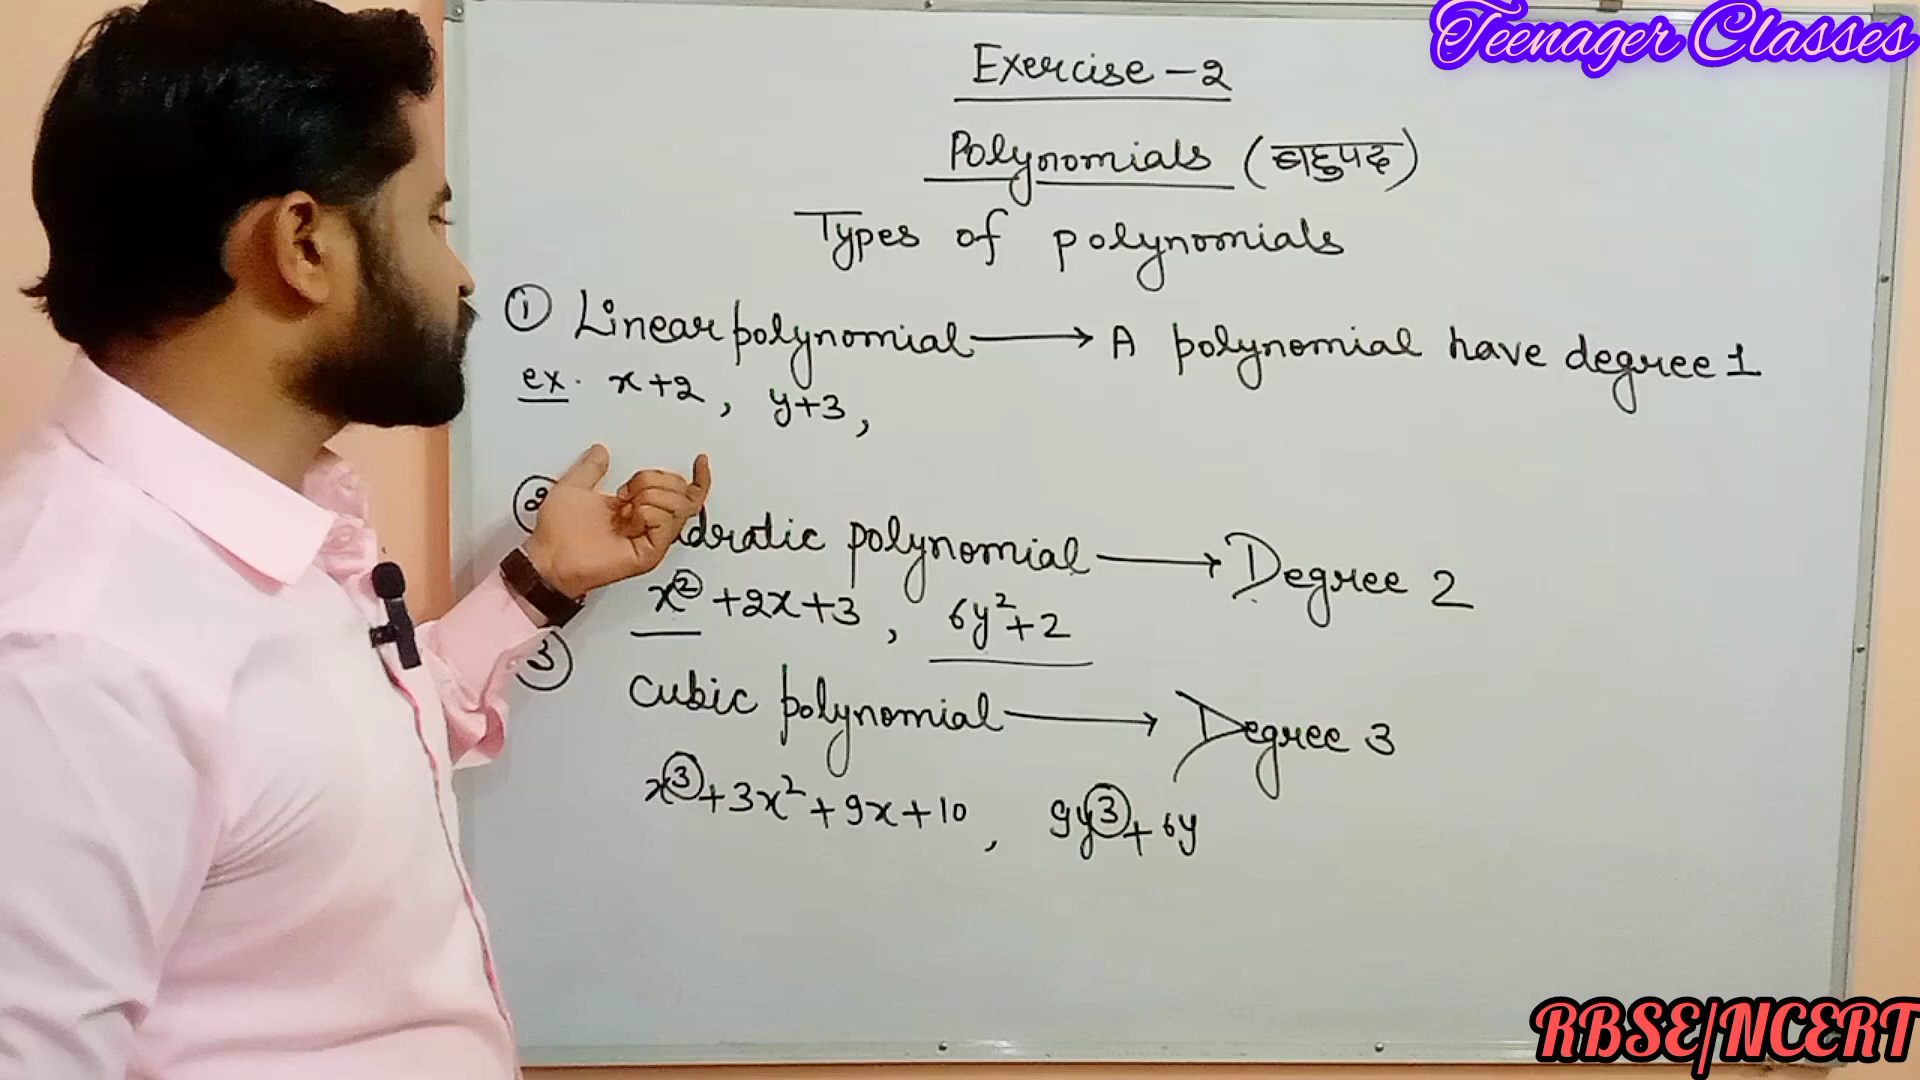 Teenager Classes
Exercise-2
Polynomials (बहुपद)
Types of polynomials
① Linear polynomial → A polynomial have degree 1
ex. x+2, y+3,
② dratic polynomial → Degree 2
x²+2x+3, 6y²+2
③ cubic polynomial → Degree 3
x³+3x²+9x+10, 9y³+6y
RBSE/NCERT